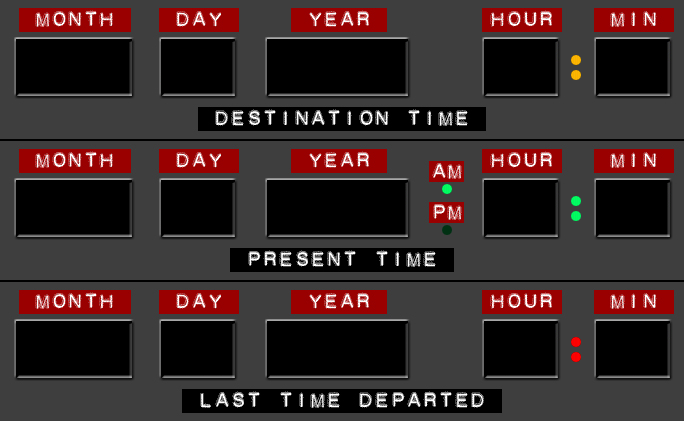 MONTH DAY YEAR HOUR MIN
DESTINATION TIME
MONTH DAY YEAR AM HOUR MIN
PM
PRESENT TIME
MONTH DAY YEAR HOUR MIN
LAST TIME DEPARTED